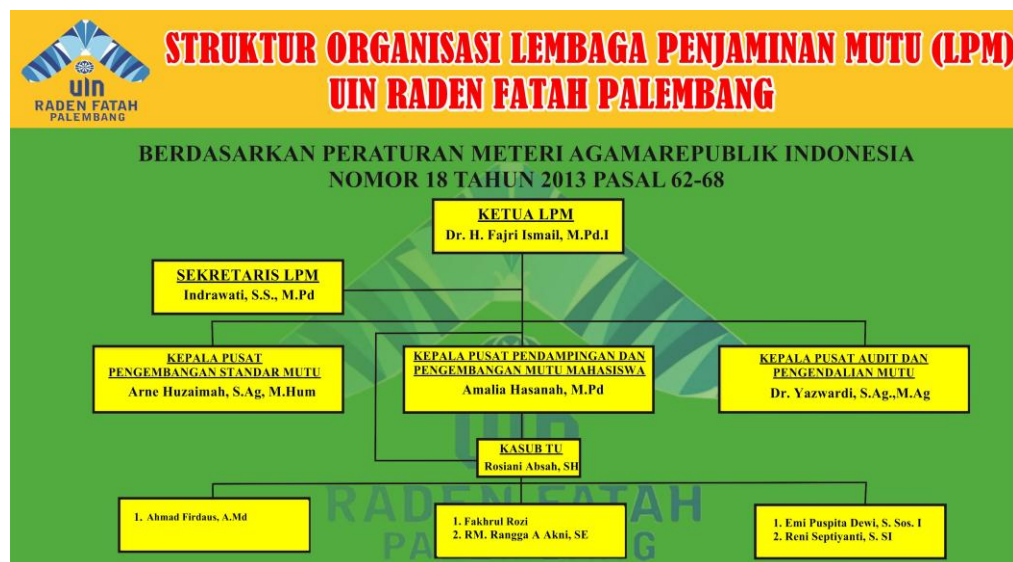 STRUKTUR ORGANISASI LEMBAGA PENJAMINAN MUTU (LPM)
UIN RADEN FATAH PALEMBANG
uin
RADEN FATAH
PALEMBANG
BERDASARKAN PERATURAN METERI AGAMAREPUBLIK INDONESIA
NOMOR 18 TAHUN 2013 PASAL 62-68
KETUA LPM
Dr. H. Fajri Ismail, M.Pd.I
SEKRETARIS LPM
Indrawati, S.S., M.Pd
KEPALA PUSAT
PENGEMBANGAN STANDAR MUTU
Arne Huzaimah, S.Ag, M.Hum
KEPALA PUSAT PENDAMPINGAN DAN
PENGEMBANGAN MUTU MAHASISWA
Amalia Hasanah, M.Pd
KEPALA PUSAT AUDIT DAN
PENGENDALIAN MUTU
Dr. Yazwardi, S.Ag.,M.Ag
KASUB TU
Rosiani Absah, SH
1. Ahmad Firdaus, A.Md
1. Fakhrul Rozi
2. RM. Rangga A Akni, SE
1. Emi Puspita Dewi, S. Sos. I
2. Reni Septiyanti, S. SI
uin
RADEN FATAH
PALEMBANG